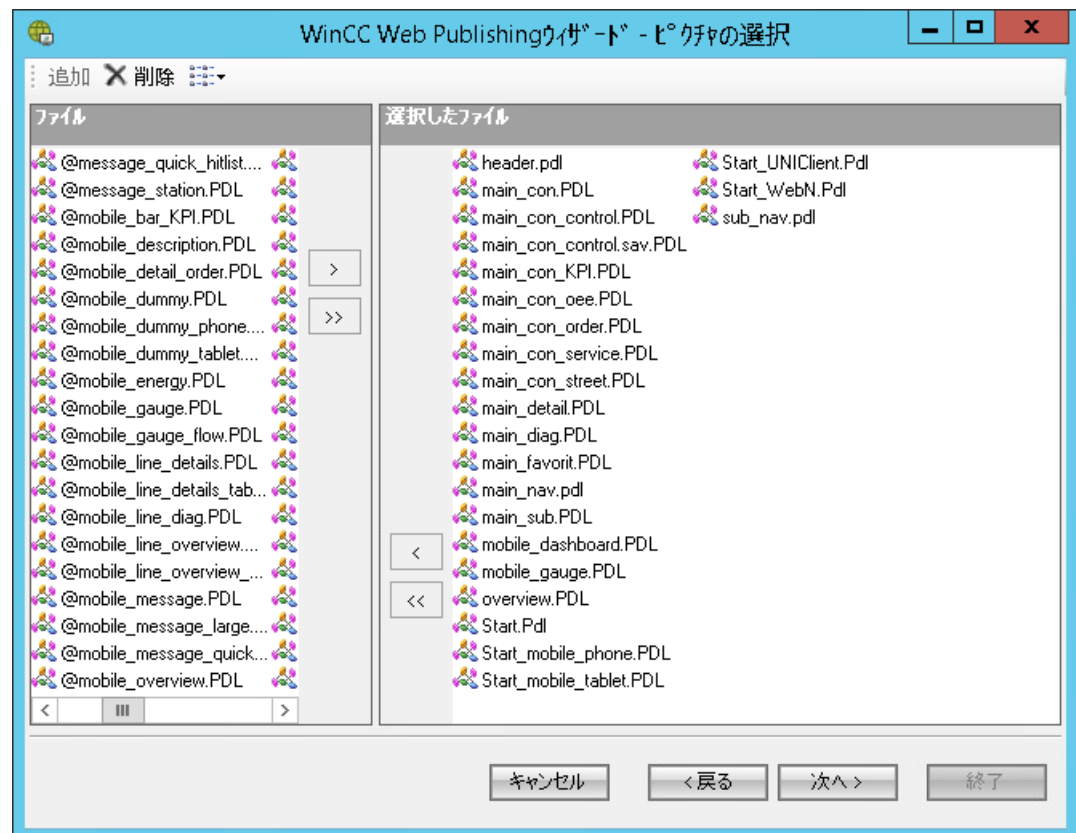 WinCC Web Publishingｳｨｻﾞｰﾄﾞ - ﾋﾟｸﾁｬの選択
追加 削除
ﾌｧｲﾙ
@message_quick_hitlist....
@message_station.PDL
@mobile_bar_KPI.PDL
@mobile_description.PDL
@mobile_detail_order.PDL
@mobile_dummy.PDL
@mobile_dummy_phone....
@mobile_dummy_tablet....
@mobile_energy.PDL
@mobile_gauge.PDL
@mobile_gauge_flow.PDL
@mobile_line_details.PDL
@mobile_line_details_tab...
@mobile_line_diag.PDL
@mobile_line_overview....
@mobile_line_overview_...
@mobile_message.PDL
@mobile_message_large....
@mobile_message_quick...
@mobile_overview.PDL
>
>>
選択したﾌｧｲﾙ
<
<<
header.pdl
main_con.PDL
main_con_control.PDL
main_con_control.sav.PDL
main_con_KPI.PDL
main_con_oee.PDL
main_con_order.PDL
main_con_service.PDL
main_con_street.PDL
main_detail.PDL
main_diag.PDL
main_favorit.PDL
main_nav.pdl
main_sub.PDL
mobile_dashboard.PDL
mobile_gauge.PDL
overview.PDL
Start.Pdl
Start_mobile_phone.PDL
Start_mobile_tablet.PDL
Start_UNIClient.Pdl
Start_WebN.Pdl
sub_nav.pdl
ｷｬﾝｾﾙ
<戻る
次へ>
終了